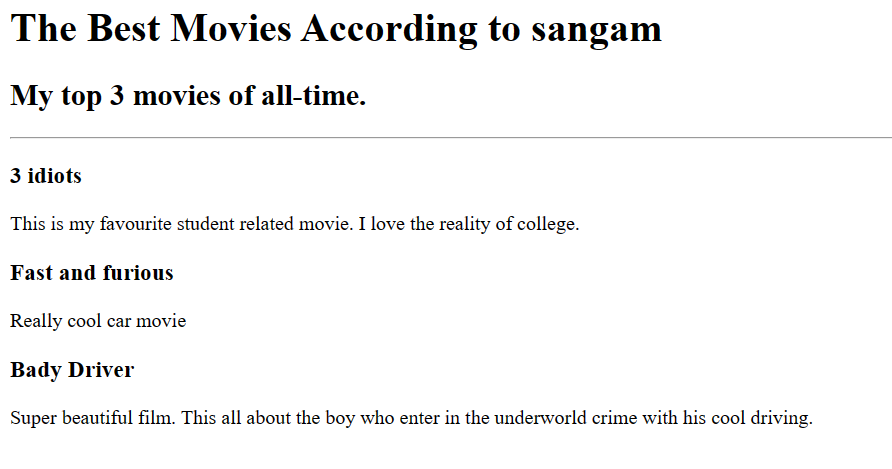 The Best Movies According to sangam
My top 3 movies of all-time.
3 idiots
This is my favourite student related movie. I love the reality of college.
Fast and furious
Really cool car movie
Bady Driver
Super beautiful film. This all about the boy who enter in the underworld crime with his cool driving.